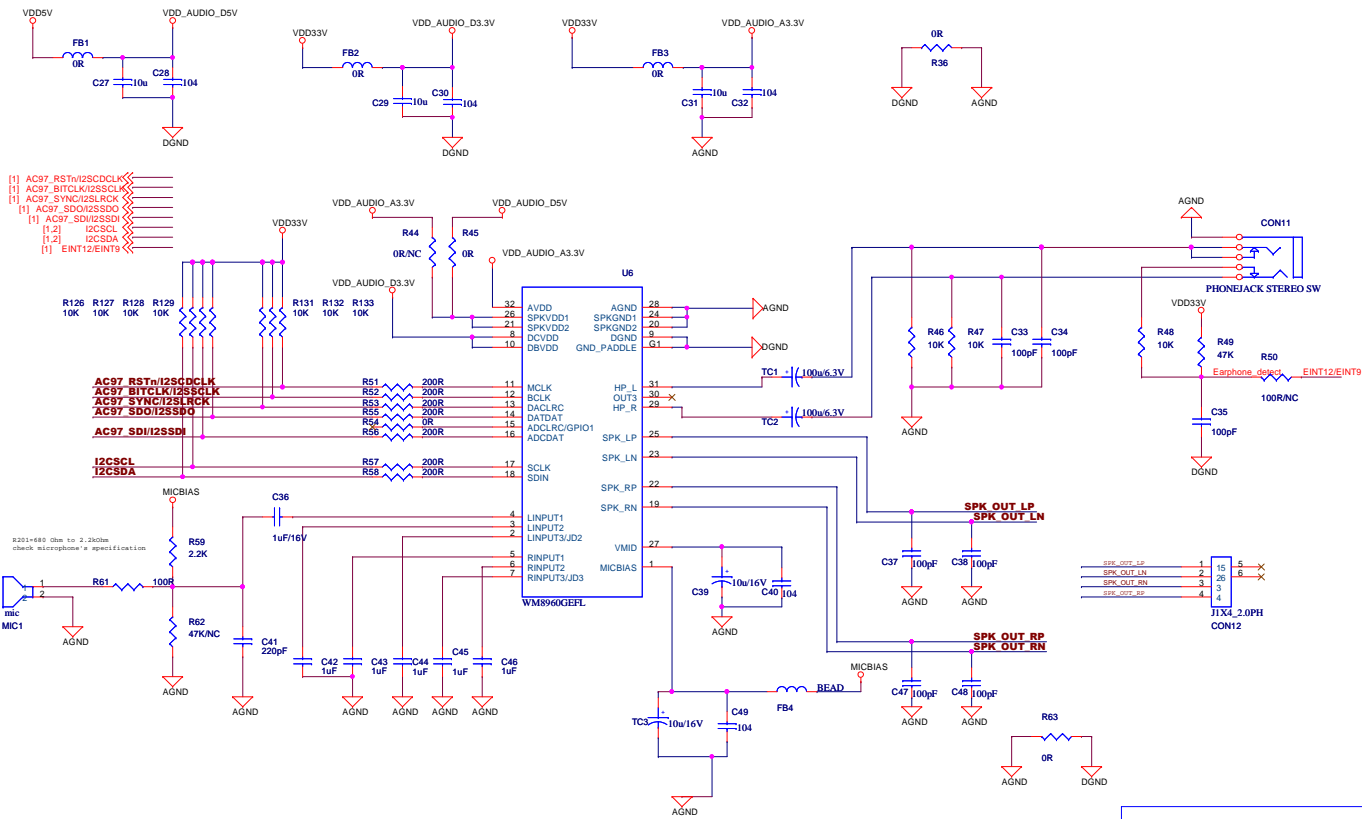 VDD5V
VDD_AUDIO_D5V
FB1
0R
C27
10u
C28
104
DGND
VDD33V
VDD_AUDIO_D3.3V
FB2
0R
C29
10u
C30
104
DGND
VDD33V
VDD_AUDIO_A3.3V
FB3
0R
C31
10u
C32
104
AGND
0R
R36
DGND
AGND
[1] AC97_RSTn/I2SCDCLK
[1] AC97_BITCLK/I2SSCLK
[1] AC97_SYNC/I2SLRCK
[1] AC97_SDO/I2SSDO
[1] AC97_SDI/I2SSDI
[1,2] I2CSCL
[1,2] I2CSDA
[1] EINT12/EINT9
VDD33V
R126 R127 R128 R129
10K 10K 10K 10K
R131 R132 R133
10K 10K 10K
VDD_AUDIO_A3.3V
VDD_AUDIO_D5V
R44
0R/NC
R45
0R
VDD_AUDIO_A3.3V
VDD_AUDIO_D3.3V
U6
32 AVDD
26 SPKVDD1
21 SPKVDD2
8 DCVDD
10 DBVDD
11 MCLK
12 BCLK
13 DACLRC
14 DATDAT
15 ADCLRC/GPIO1
16 ADCDAT
17 SCLK
18 SDIN
4 LINPUT1
3 LINPUT2
2 LINPUT3/JD2
5 RINPUT1
6 RINPUT2
7 RINPUT3/JD3
AGND 28
SPKGND1 24
SPKGND2 20
DGND 9
GND_PADDLE G1
HP_L 31
OUT3 30
HP_R 29
SPK_LP 25
SPK_LN 23
SPK_RP 22
SPK_RN 19
VMID 27
MICBIAS 1
WM8960GEFL
AGND
DGND
AC97_RSTn/I2SCDCLK
AC97_BITCLK/I2SSCLK
AC97_SYNC/I2SLRCK
AC97_SDO/I2SSDO
AC97_SDI/I2SSDI
I2CSCL
I2CSDA
R51 200R
R52 200R
R53 200R
R55 200R
R54 0R
R56 200R
R57 200R
R58 200R
MICBIAS
R201=680 Ohm to 2.2kOhm
check microphone's specification
R59
2.2K
C36
1uF/16V
R61 100R
1
2
1
2
mic
MIC1
AGND
R62
47K/NC
AGND
C41
220pF
AGND
C42
1uF
C43
1uF
C44
1uF
C45
1uF
C46
1uF
AGND
AGND
AGND
AGND
TC1
+
100u/6.3V
TC2
+
100u/6.3V
R46
10K
R47
10K
C33
100pF
C34
100pF
AGND
AGND
CON11
PHONEJACK STEREO SW
VDD33V
R48
10K
R49
47K
R50
Earphone_detect
EINT12/EINT9
100R/NC
C35
100pF
DGND
SPK_OUT_LP
SPK_OUT_LN
C37
100pF
C38
100pF
AGND
AGND
C39
+
10u/16V
C40
104
AGND
SPK_OUT_RP
SPK_OUT_RN
C47
100pF
C48
100pF
AGND
AGND
MICBIAS
BEAD
FB4
TC3
+
10u/16V
C49
104
AGND
SPK_OUT_LP 1
SPK_OUT_LN 2
SPK_OUT_RN 3
SPK_OUT_RP 4
15 5
26 6
3
4
J1X4_2.0PH
CON12
R63
0R
AGND
DGND